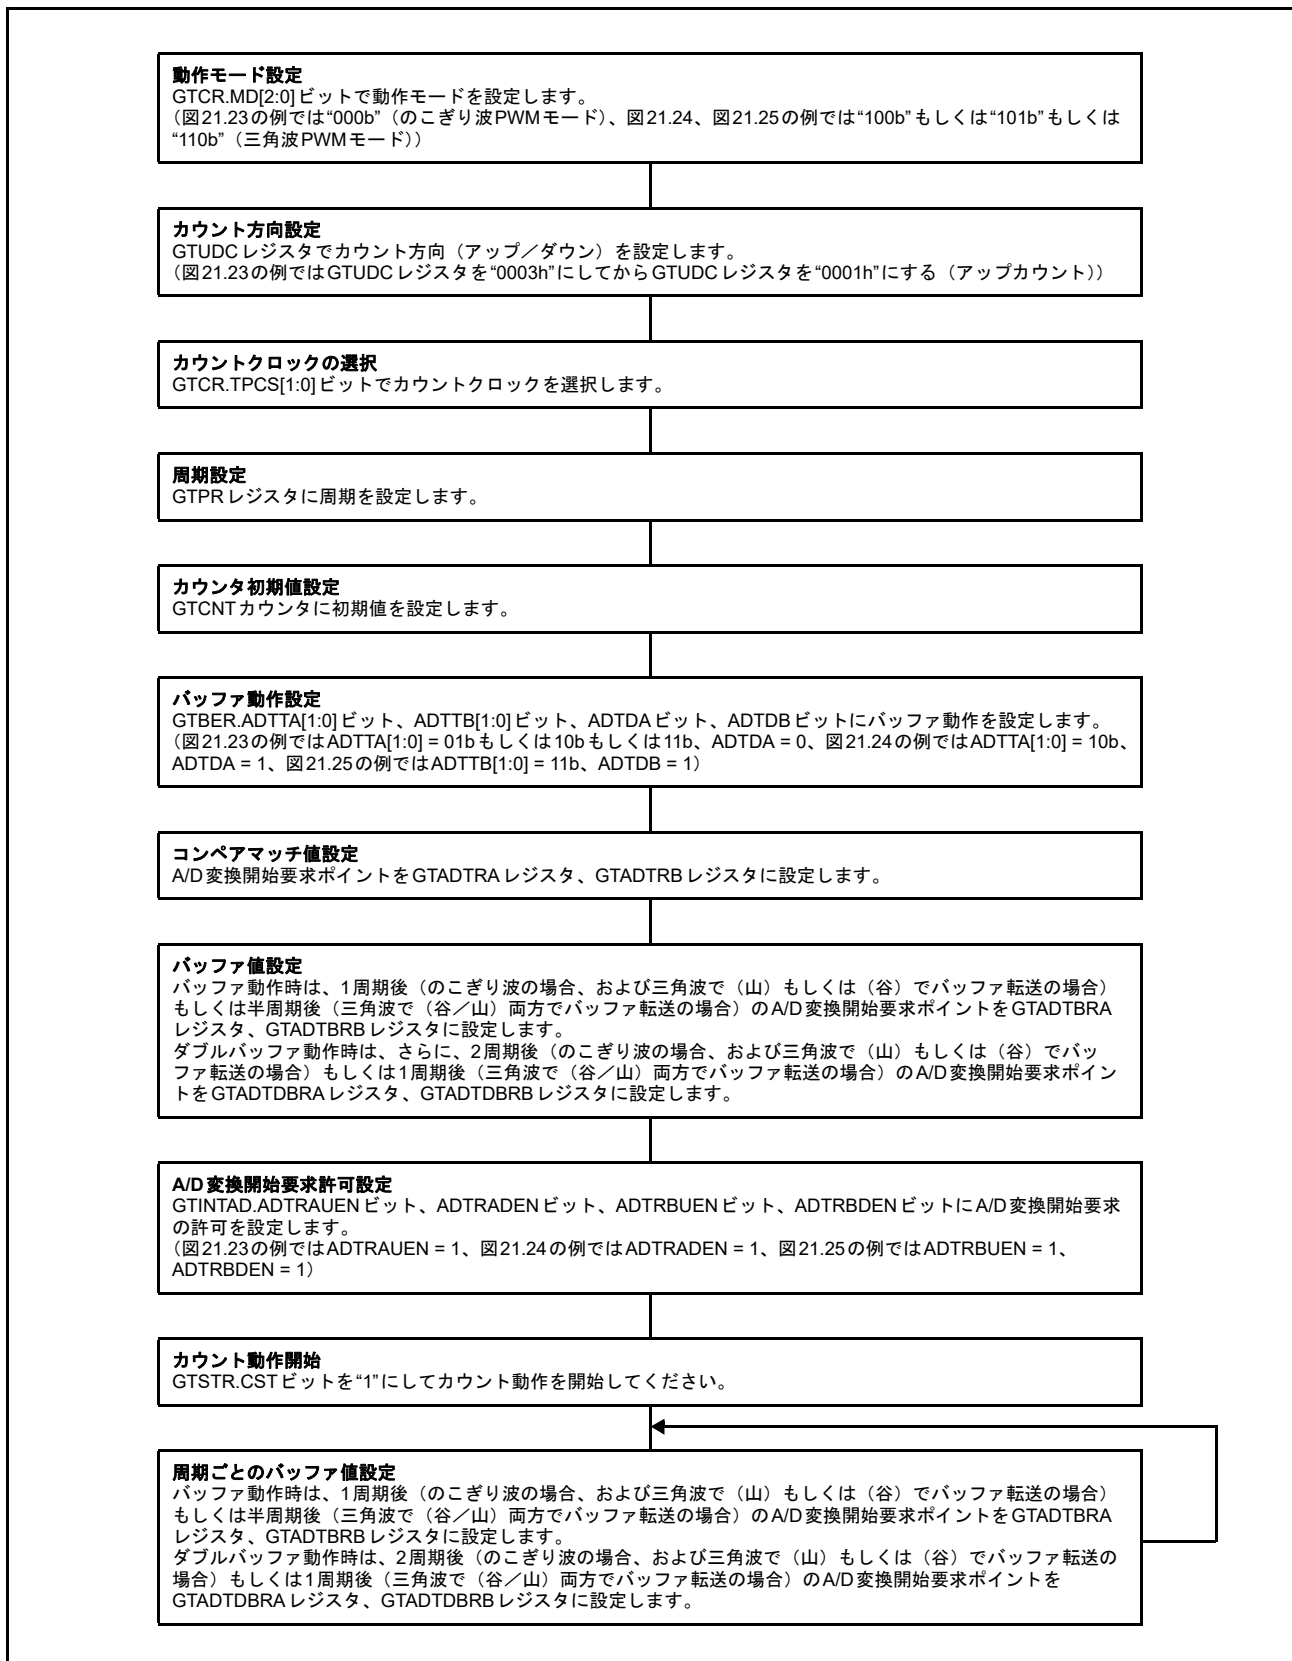 動作モード設定
GTCR.MD[2:0]ビットで動作モードを設定します。
（図21.23の例では“000b”（のこぎり波PWMモード）、図21.24、図21.25の例では“100b”もしくは“101b”もしくは
“110b”（三角波PWMモード））
カウント方向設定
GTUDCレジスタでカウント方向（アップ／ダウン）を設定します。
（図21.23の例ではGTUDCレジスタを“0003h”にしてからGTUDCレジスタを“0001h”にする（アップカウント））
カウントクロックの選択
GTCR.TPCS[1:0]ビットでカウントクロックを選択します。
周期設定
GTPRレジスタに周期を設定します。
カウンタ初期値設定
GTCNTカウンタに初期値を設定します。
バッファ動作設定
GTBER.ADTTA[1:0]ビット、ADTTB[1:0]ビット、ADTDAビット、ADTDBビットにバッファ動作を設定します。
（図21.23の例ではADTTA[1:0] = 01bもしくは10bもしくは11b、ADTDA = 0、図21.24の例ではADTTA[1:0] = 10b、
ADTDA = 1、図21.25の例ではADTTB[1:0] = 11b、ADTDB = 1）
コンペアマッチ値設定
A/D変換開始要求ポイントをGTADTRAレジスタ、GTADTRBレジスタに設定します。
バッファ値設定
バッファ動作時は、1周期後（のこぎり波の場合、および三角波で（山）もしくは（谷）でバッファ転送の場合）
もしくは半周期後（三角波で（谷／山）両方でバッファ転送の場合）のA/D変換開始要求ポイントをGTADTBRA
レジスタ、GTADTBRBレジスタに設定します。
ダブルバッファ動作時は、さらに、2周期後（のこぎり波の場合、および三角波で（山）もしくは（谷）でバッ
ファ転送の場合）もしくは1周期後（三角波で（谷／山）両方でバッファ転送の場合）のA/D変換開始要求ポイン
トをGTADTDBRAレジスタ、GTADTDBRBレジスタに設定します。
A/D変換開始要求許可設定
GTINTAD.ADTRAUENビット、ADTRADENビット、ADTRBUENビット、ADTRBDENビットにA/D変換開始要求
の許可を設定します。
（図21.23の例ではADTRAUEN = 1、図21.24の例ではADTRADEN = 1、図21.25の例ではADTRBUEN = 1、
ADTRBDEN = 1）
カウント動作開始
GTSTR.CSTビットを“1”にしてカウント動作を開始してください。
周期ごとのバッファ値設定
バッファ動作時は、1周期後（のこぎり波の場合、および三角波で（山）もしくは（谷）でバッファ転送の場合）
もしくは半周期後（三角波で（谷／山）両方でバッファ転送の場合）のA/D変換開始要求ポイントをGTADTBRA
レジスタ、GTADTBRBレジスタに設定します。
ダブルバッファ動作時は、2周期後（のこぎり波の場合、および三角波で（山）もしくは（谷）でバッファ転送の
場合）もしくは1周期後（三角波で（谷／山）両方でバッファ転送の場合）のA/D変換開始要求ポイントを
GTADTDBRAレジスタ、GTADTDBRBレジスタに設定します。